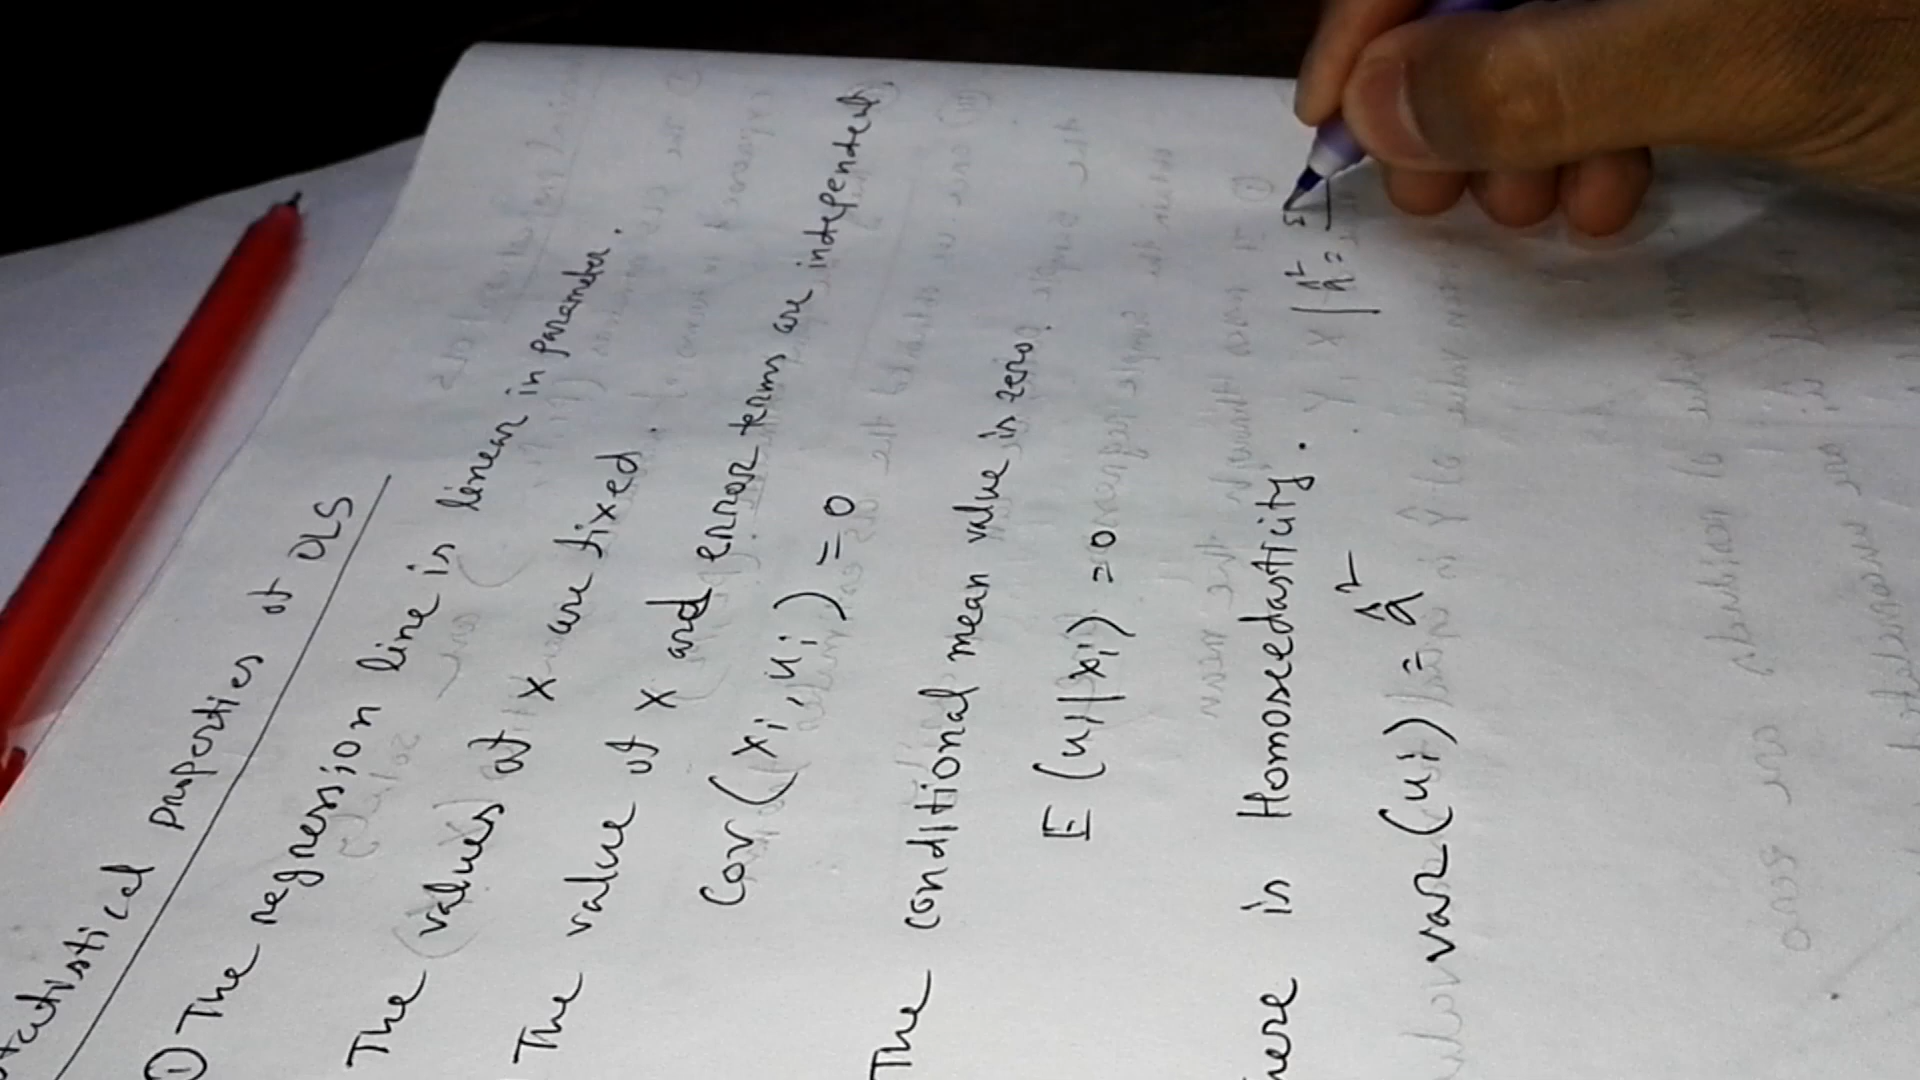 Statistical properties of OLS
① The regression line is linear in parameter.
The values of X are fixed.
The value of X and error terms are independent,
Cov(Xi, ui) = 0
The conditional mean value is zero.
E(ui|xi) = 0
here is Homoscedasticity. Y, X
var(ui) =